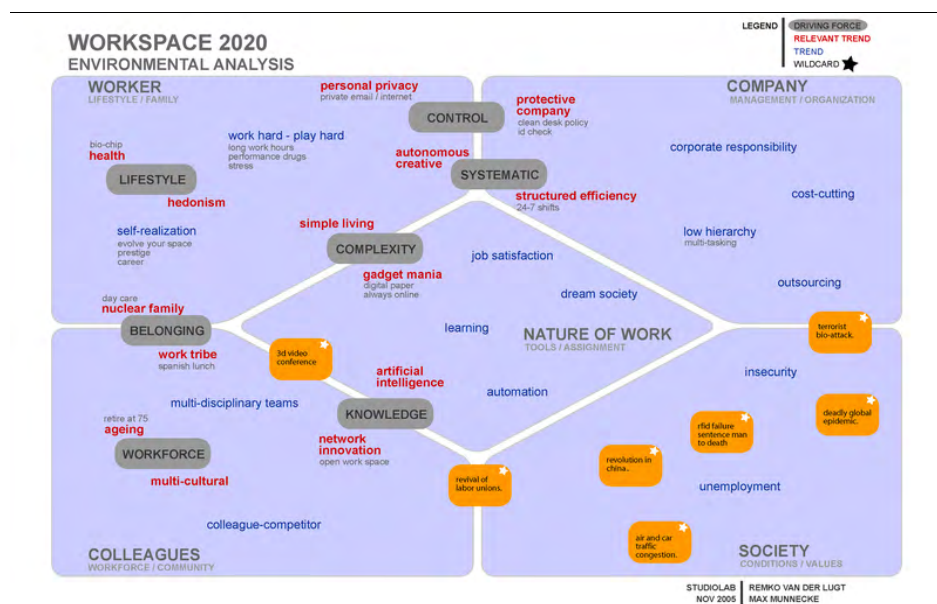 WORKSPACE 2020
ENVIRONMENTAL ANALYSIS
LEGEND
DRIVING FORCE
RELEVANT TREND
TREND
WILDCARD
WORKER
LIFESTYLE / FAMILY
personal privacy
private email / internet
CONTROL
protective
company
clean desk policy
id check
COMPANY
MANAGEMENT / ORGANIZATION
work hard - play hard
long work hours
performance drugs
stress
bio-chip
health
LIFESTYLE
hedonism
autonomous
creative
SYSTEMATIC
structured efficiency
24-7 shifts
corporate responsibility
cost-cutting
low hierarchy
multi-tasking
outsourcing
self-realization
evolve your space
prestige
career
simple living
COMPLEXITY
gadget mania
digital paper
always online
job satisfaction
dream society
learning
NATURE OF WORK
TOOLS / ASSIGNMENT
automation
day care
nuclear family
BELONGING
work tribe
spanish lunch
3d video
conference
artificial
intelligence
KNOWLEDGE
network
innovation
open work space
multi-disciplinary teams
retire at 75
ageing
WORKFORCE
multi-cultural
colleague-competitor
COLLEAGUES
WORKFORCE / COMMUNITY
revival of
labor unions.
terrorist
bio-attack.
insecurity
deadly global
epidemic.
rfid failure
sentence man
to death
revolution in
china..
unemployment
air and car
traffic
congestion.
SOCIETY
CONDITIONS / VALUES
STUDIOLAB
NOV 2005
REMKO VAN DER LUGT
MAX MUNNECKE